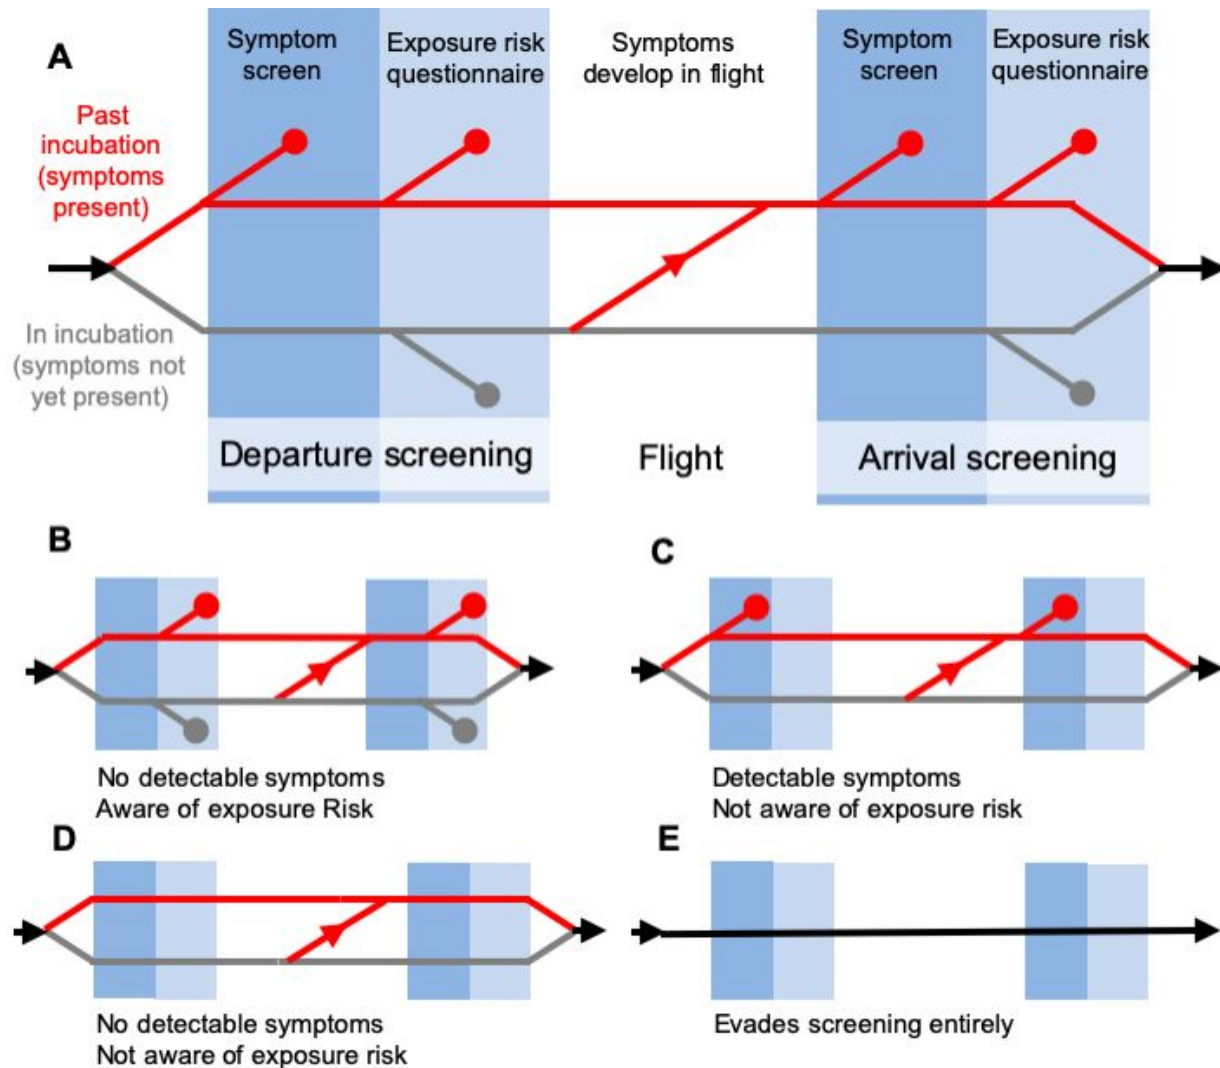 A
Symptom
screen
Exposure risk
questionnaire
Symptoms
develop in flight
Symptom
screen
Exposure risk
questionnaire
Past
incubation
(symptoms
present)
In incubation
(symptoms not
yet present)
Departure screening
Flight
Arrival screening
B
No detectable symptoms
Aware of exposure Risk
C
Detectable symptoms
Not aware of exposure risk
D
No detectable symptoms
Not aware of exposure risk
E
Evades screening entirely